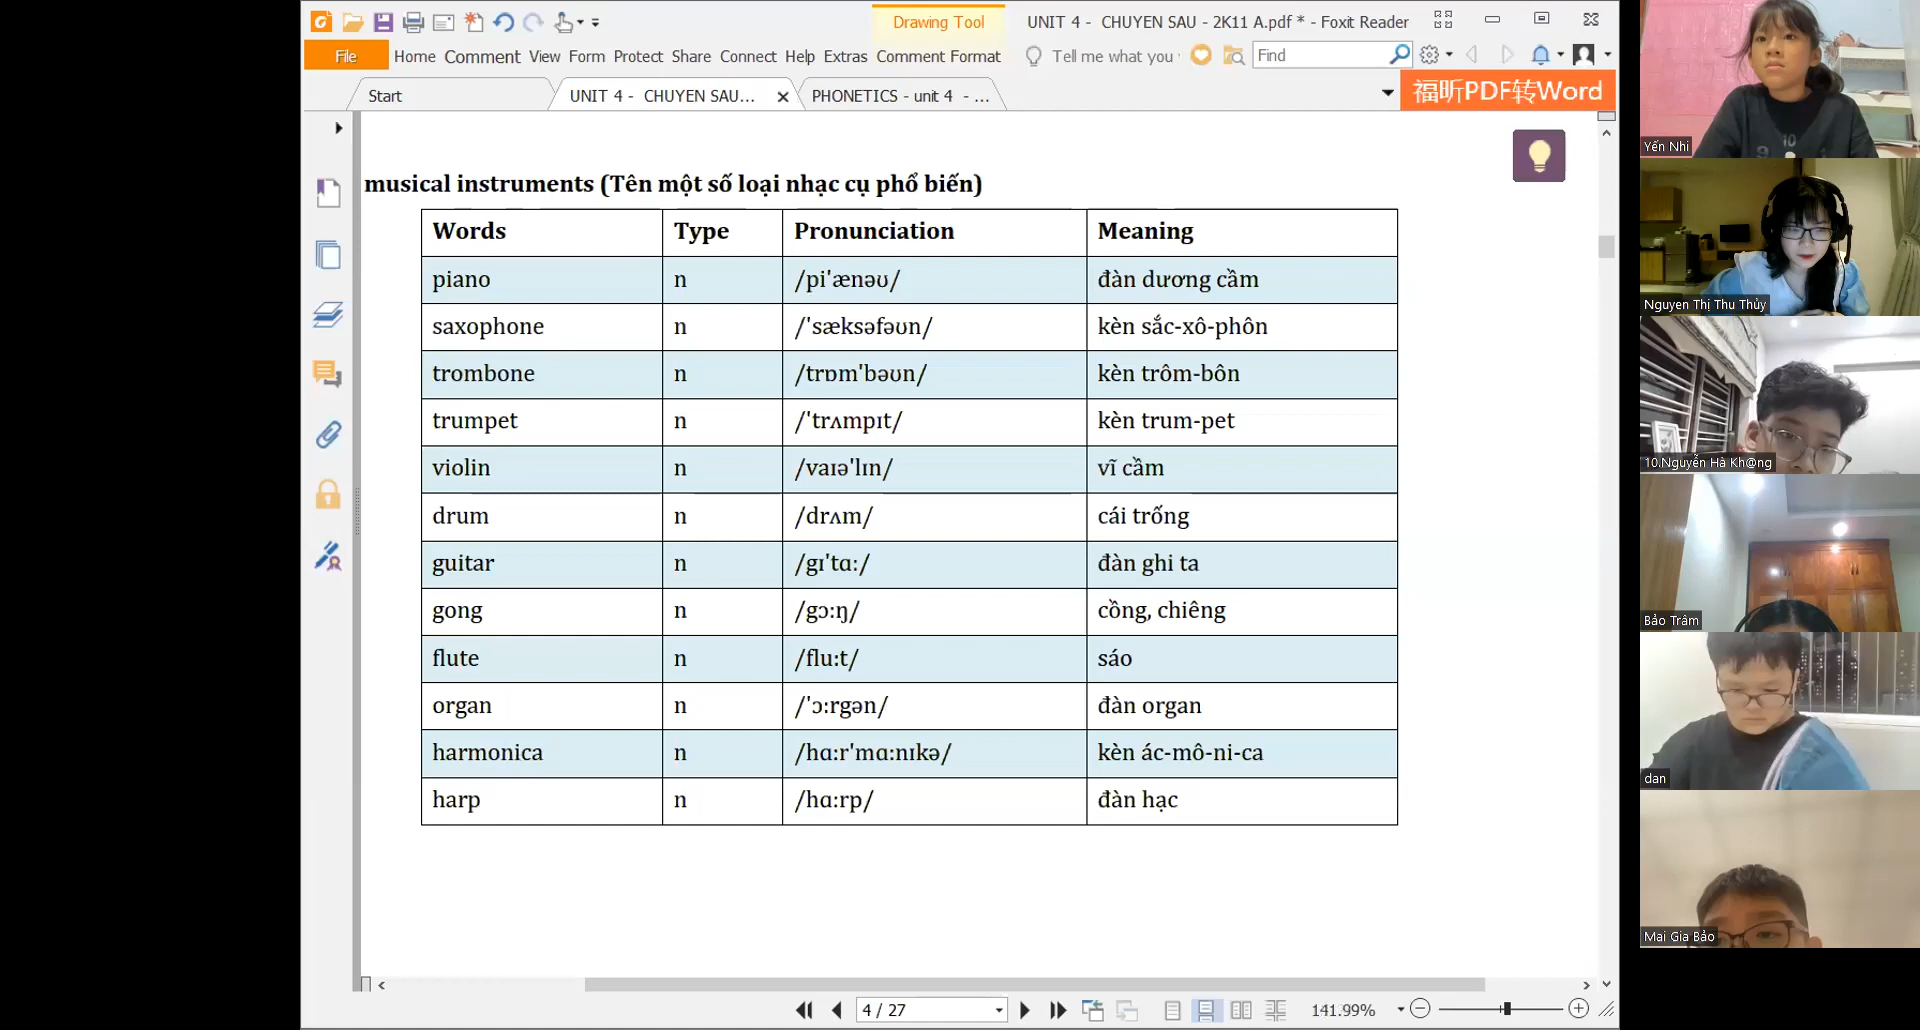 Drawing Tool
UNIT 4 - CHUYEN SAU - 2K11 A.pdf * - Foxit Reader
File Home Comment View Form Protect Share Connect Help Extras Comment Format Tell me what you Find
Start
UNIT 4 - CHUYEN SAU...
PHONETICS - unit 4 - ...
福昕PDF转Word
musical instruments (Tên một số loại nhạc cụ phổ biến)
Words Type Pronunciation Meaning
piano n /pi'ænəʊ/ đàn dương cầm
saxophone n /'sæksəfəʊn/ kèn sắc-xô-phôn
trombone n /trɒm'bəʊn/ kèn trôm-bôn
trumpet n /'trʌmpɪt/ kèn trum-pet
violin n /vaɪə'lɪn/ vĩ cầm
drum n /drʌm/ cái trống
guitar n /gɪ'tɑ:/ đàn ghi ta
gong n /gɔ:ŋ/ cồng, chiêng
flute n /flu:t/ sáo
organ n /'ɔ:rgən/ đàn organ
harmonica n /hɑ:r'mɑ:nɪkə/ kèn ác-mô-ni-ca
harp n /hɑ:rp/ đàn hạc
4 / 27
141.99%
Yến Nhi
Nguyen Thị Thu Thủy
10.Nguyễn Hà Kh@ng
Bảo Trâm
dan
Mai Gia Bảo